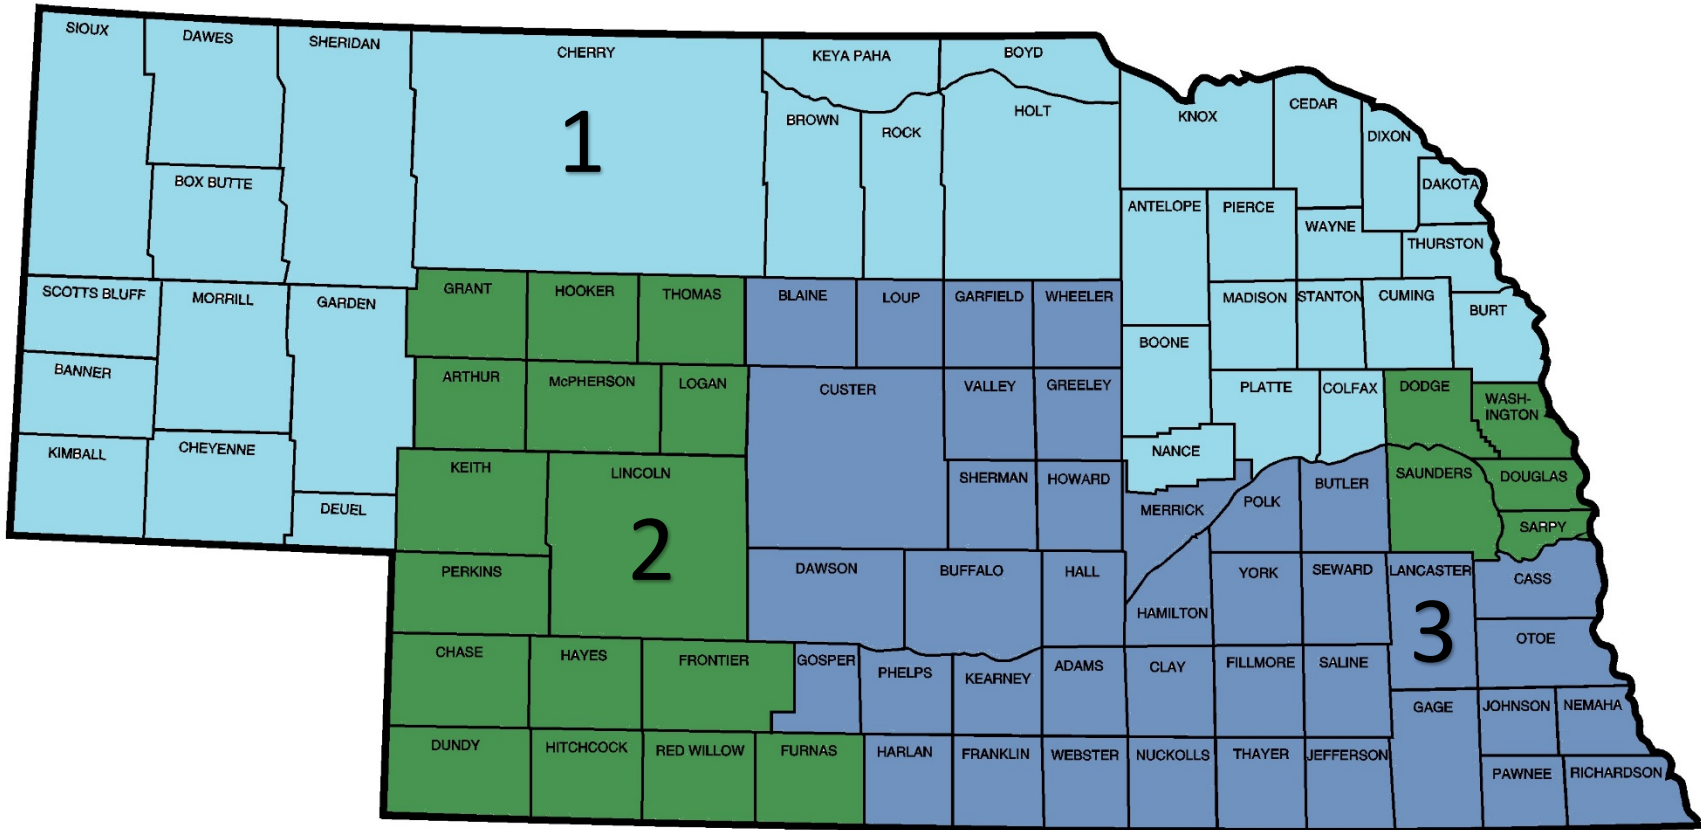 SIOUX
DAWES
SHERIDAN
CHERRY
KEYA PAHA
BOYD
BROWN
ROCK
HOLT
KNOX
CEDAR
DIXON
DAKOTA
1
BOX BUTTE
ANTELOPE
PIERCE
WAYNE
THURSTON
SCOTTS BLUFF
MORRILL
GARDEN
GRANT
HOOKER
THOMAS
BLAINE
LOUP
GARFIELD
WHEELER
MADISON
STANTON
CUMING
BURT
BOONE
BANNER
ARTHUR
McPHERSON
LOGAN
CUSTER
VALLEY
GREELEY
PLATTE
COLFAX
DODGE
WASH-
INGTON
KIMBALL
CHEYENNE
DEUEL
KEITH
LINCOLN
SHERMAN
HOWARD
NANCE
MERRICK
POLK
BUTLER
SAUNDERS
DOUGLAS
SARPY
2
PERKINS
DAWSON
BUFFALO
HALL
HAMILTON
YORK
SEWARD
LANCASTER
CASS
3
OTOE
CHASE
HAYES
FRONTIER
GOSPER
PHELPS
KEARNEY
ADAMS
CLAY
FILLMORE
SALINE
GAGE
JOHNSON
NEMAHA
DUNDY
HITCHCOCK
RED WILLOW
FURNAS
HARLAN
FRANKLIN
WEBSTER
NUCKOLLS
THAYER
JEFFERSON
PAWNEE
RICHARDSON